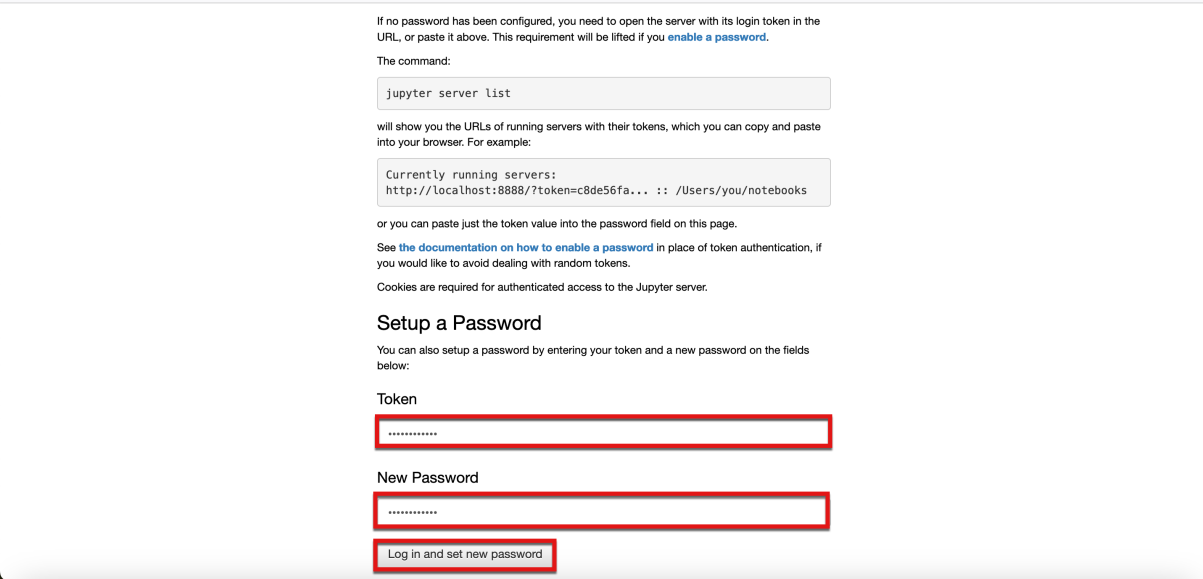 If no password has been configured, you need to open the server with its login token in the
URL, or paste it above. This requirement will be lifted if you enable a password.
The command:
jupyter server list
will show you the URLs of running servers with their tokens, which you can copy and paste
into your browser. For example:
Currently running servers:
http://localhost:8888/?token=c8de56fa... :: /Users/you/notebooks
or you can paste just the token value into the password field on this page.
See the documentation on how to enable a password in place of token authentication, if
you would like to avoid dealing with random tokens.
Cookies are required for authenticated access to the Jupyter server.
Setup a Password
You can also setup a password by entering your token and a new password on the fields
below:
Token
••••••••••••
New Password
••••••••••••
Log in and set new password